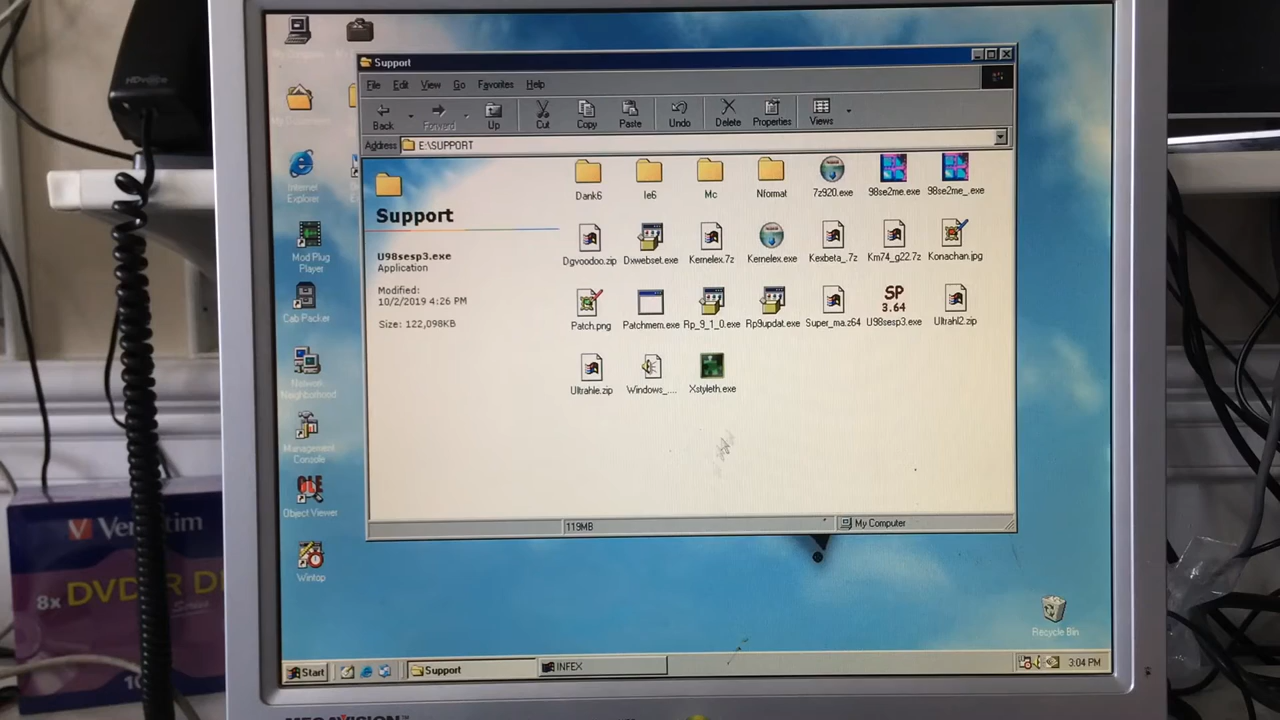 HDvoice
Support
File Edit View Go Favorites Help
Back Forward Up Cut Copy Paste Undo Delete Properties Views
Address E:\SUPPORT
Support
U98sesp3.exe
Application
Modified:
10/2/2019 4:26 PM
Size: 122,098KB
Dank6 Ie6 Mc Nformat 7z920.exe 98se2me.exe 98se2me_.exe
Dgvoodoo.zip Dxwebset.exe Kernelex.7z Kernelex.exe Kexbeta_.7z Km74_g22.7z Konachan.jpg
SP
3.64
Patch.png Patchmem.exe Rp_9_1_0.exe Rp9updat.exe Super_ma.z64 U98sesp3.exe Ultrahl2.zip
Ultrahle.zip Windows_.... Xstyleth.exe
119MB My Computer
Internet
Explorer
Mod Plug
Player
Cab Packer
Network
Neighborhood
Management
Console
OLE
Object Viewer
Wintop
Recycle Bin
Start Support INFEX 3:04 PM
Verbatim
8x DVD+R DL
MEGAVISION™